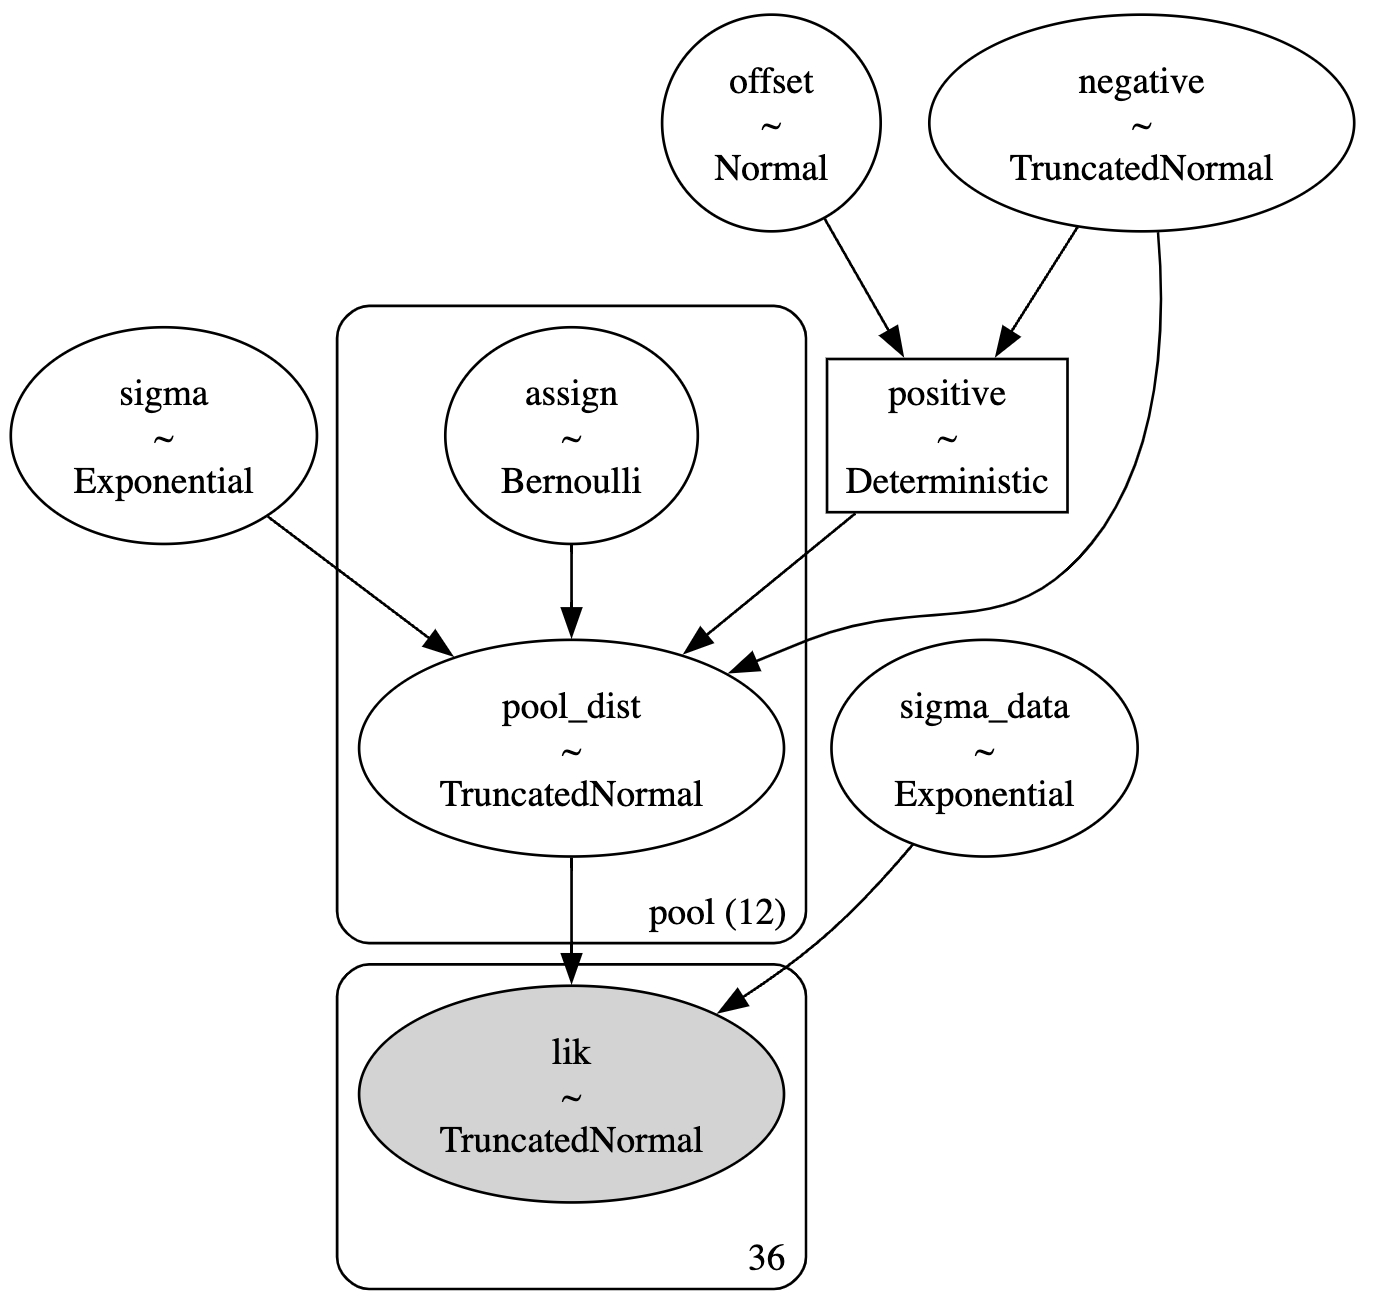 offset
~
Normal
negative
~
TruncatedNormal
sigma
~
Exponential
assign
~
Bernoulli
positive
~
Deterministic
pool_dist
~
TruncatedNormal
sigma_data
~
Exponential
pool (12)
lik
~
TruncatedNormal
36